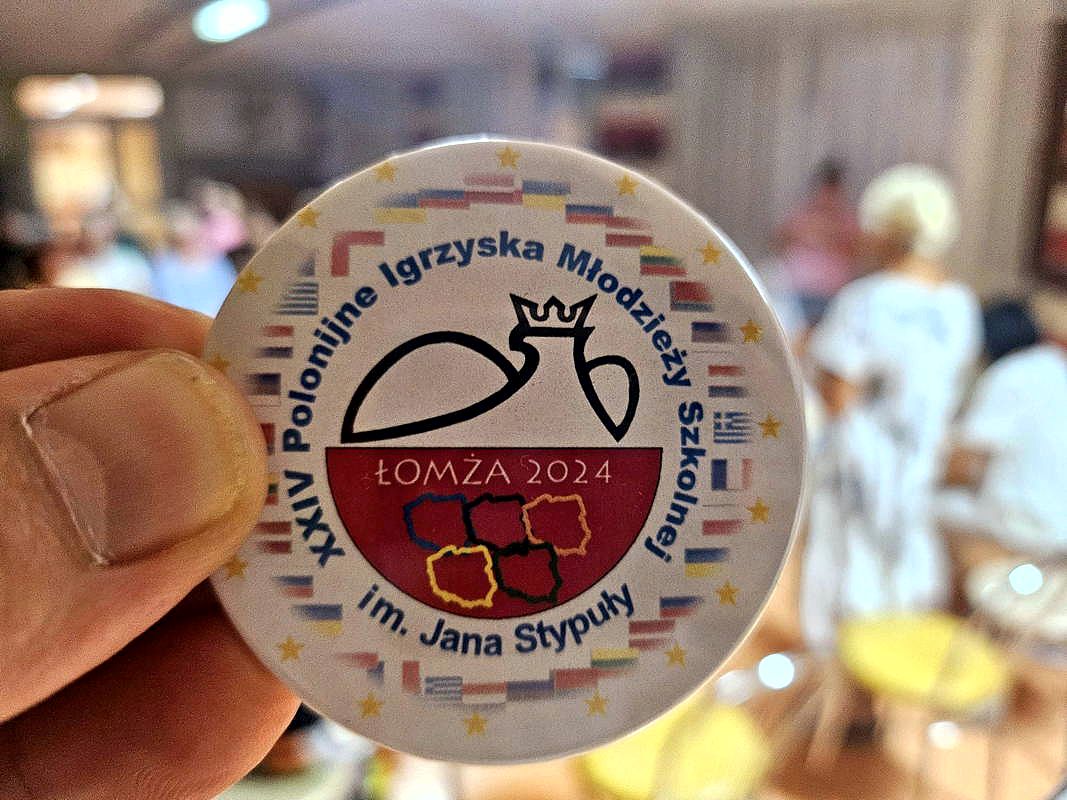 XXIV Polonijne Igrzyska Młodzieży Szkolnej
ŁOMŻA 2024
im. Jana Stypuły